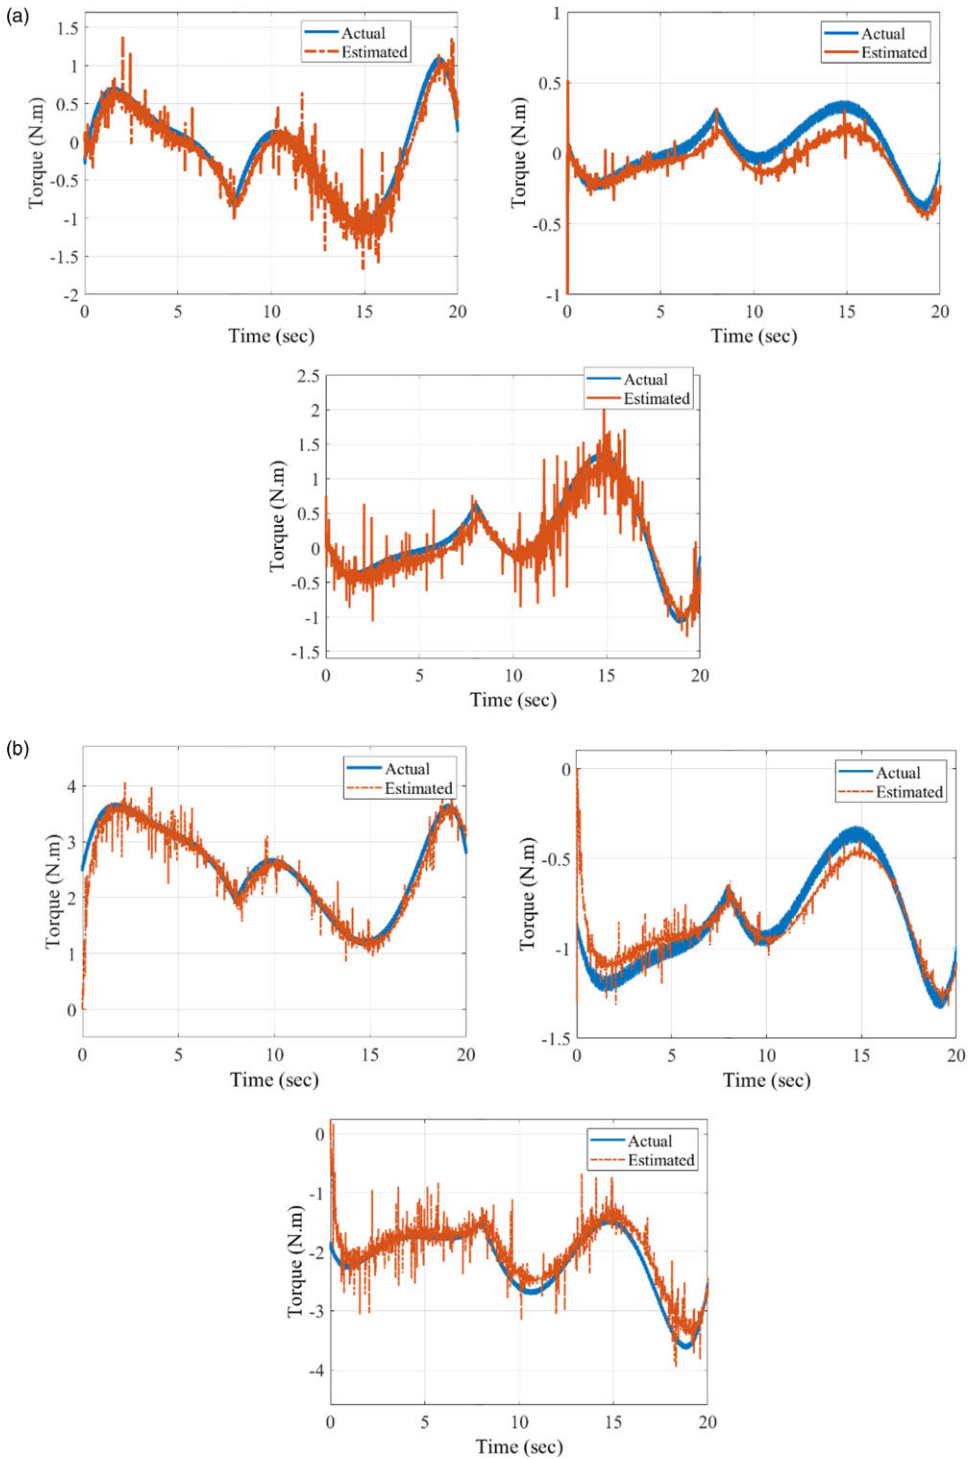 (a)
1.5
1
0.5
0
-0.5
-1
-1.5
-2
Torque (N.m)
Actual
Estimated
0 5 10 15 20
Time (sec)
1
0.5
0
-0.5
-1
Torque (N.m)
Actual
Estimated
0 5 10 15 20
Time (sec)
2.5
2
1.5
1
0.5
0
-0.5
-1
-1.5
Torque (N.m)
Actual
Estimated
0 5 10 15 20
Time (sec)
(b)
4
3
2
1
0
Torque (N.m)
Actual
Estimated
0 5 10 15 20
Time (sec)
0
-0.5
-1
-1.5
Torque (N.m)
Actual
Estimated
0 5 10 15 20
Time (sec)
0
-1
-2
-3
-4
Torque (N.m)
Actual
Estimated
0 5 10 15 20
Time (sec)